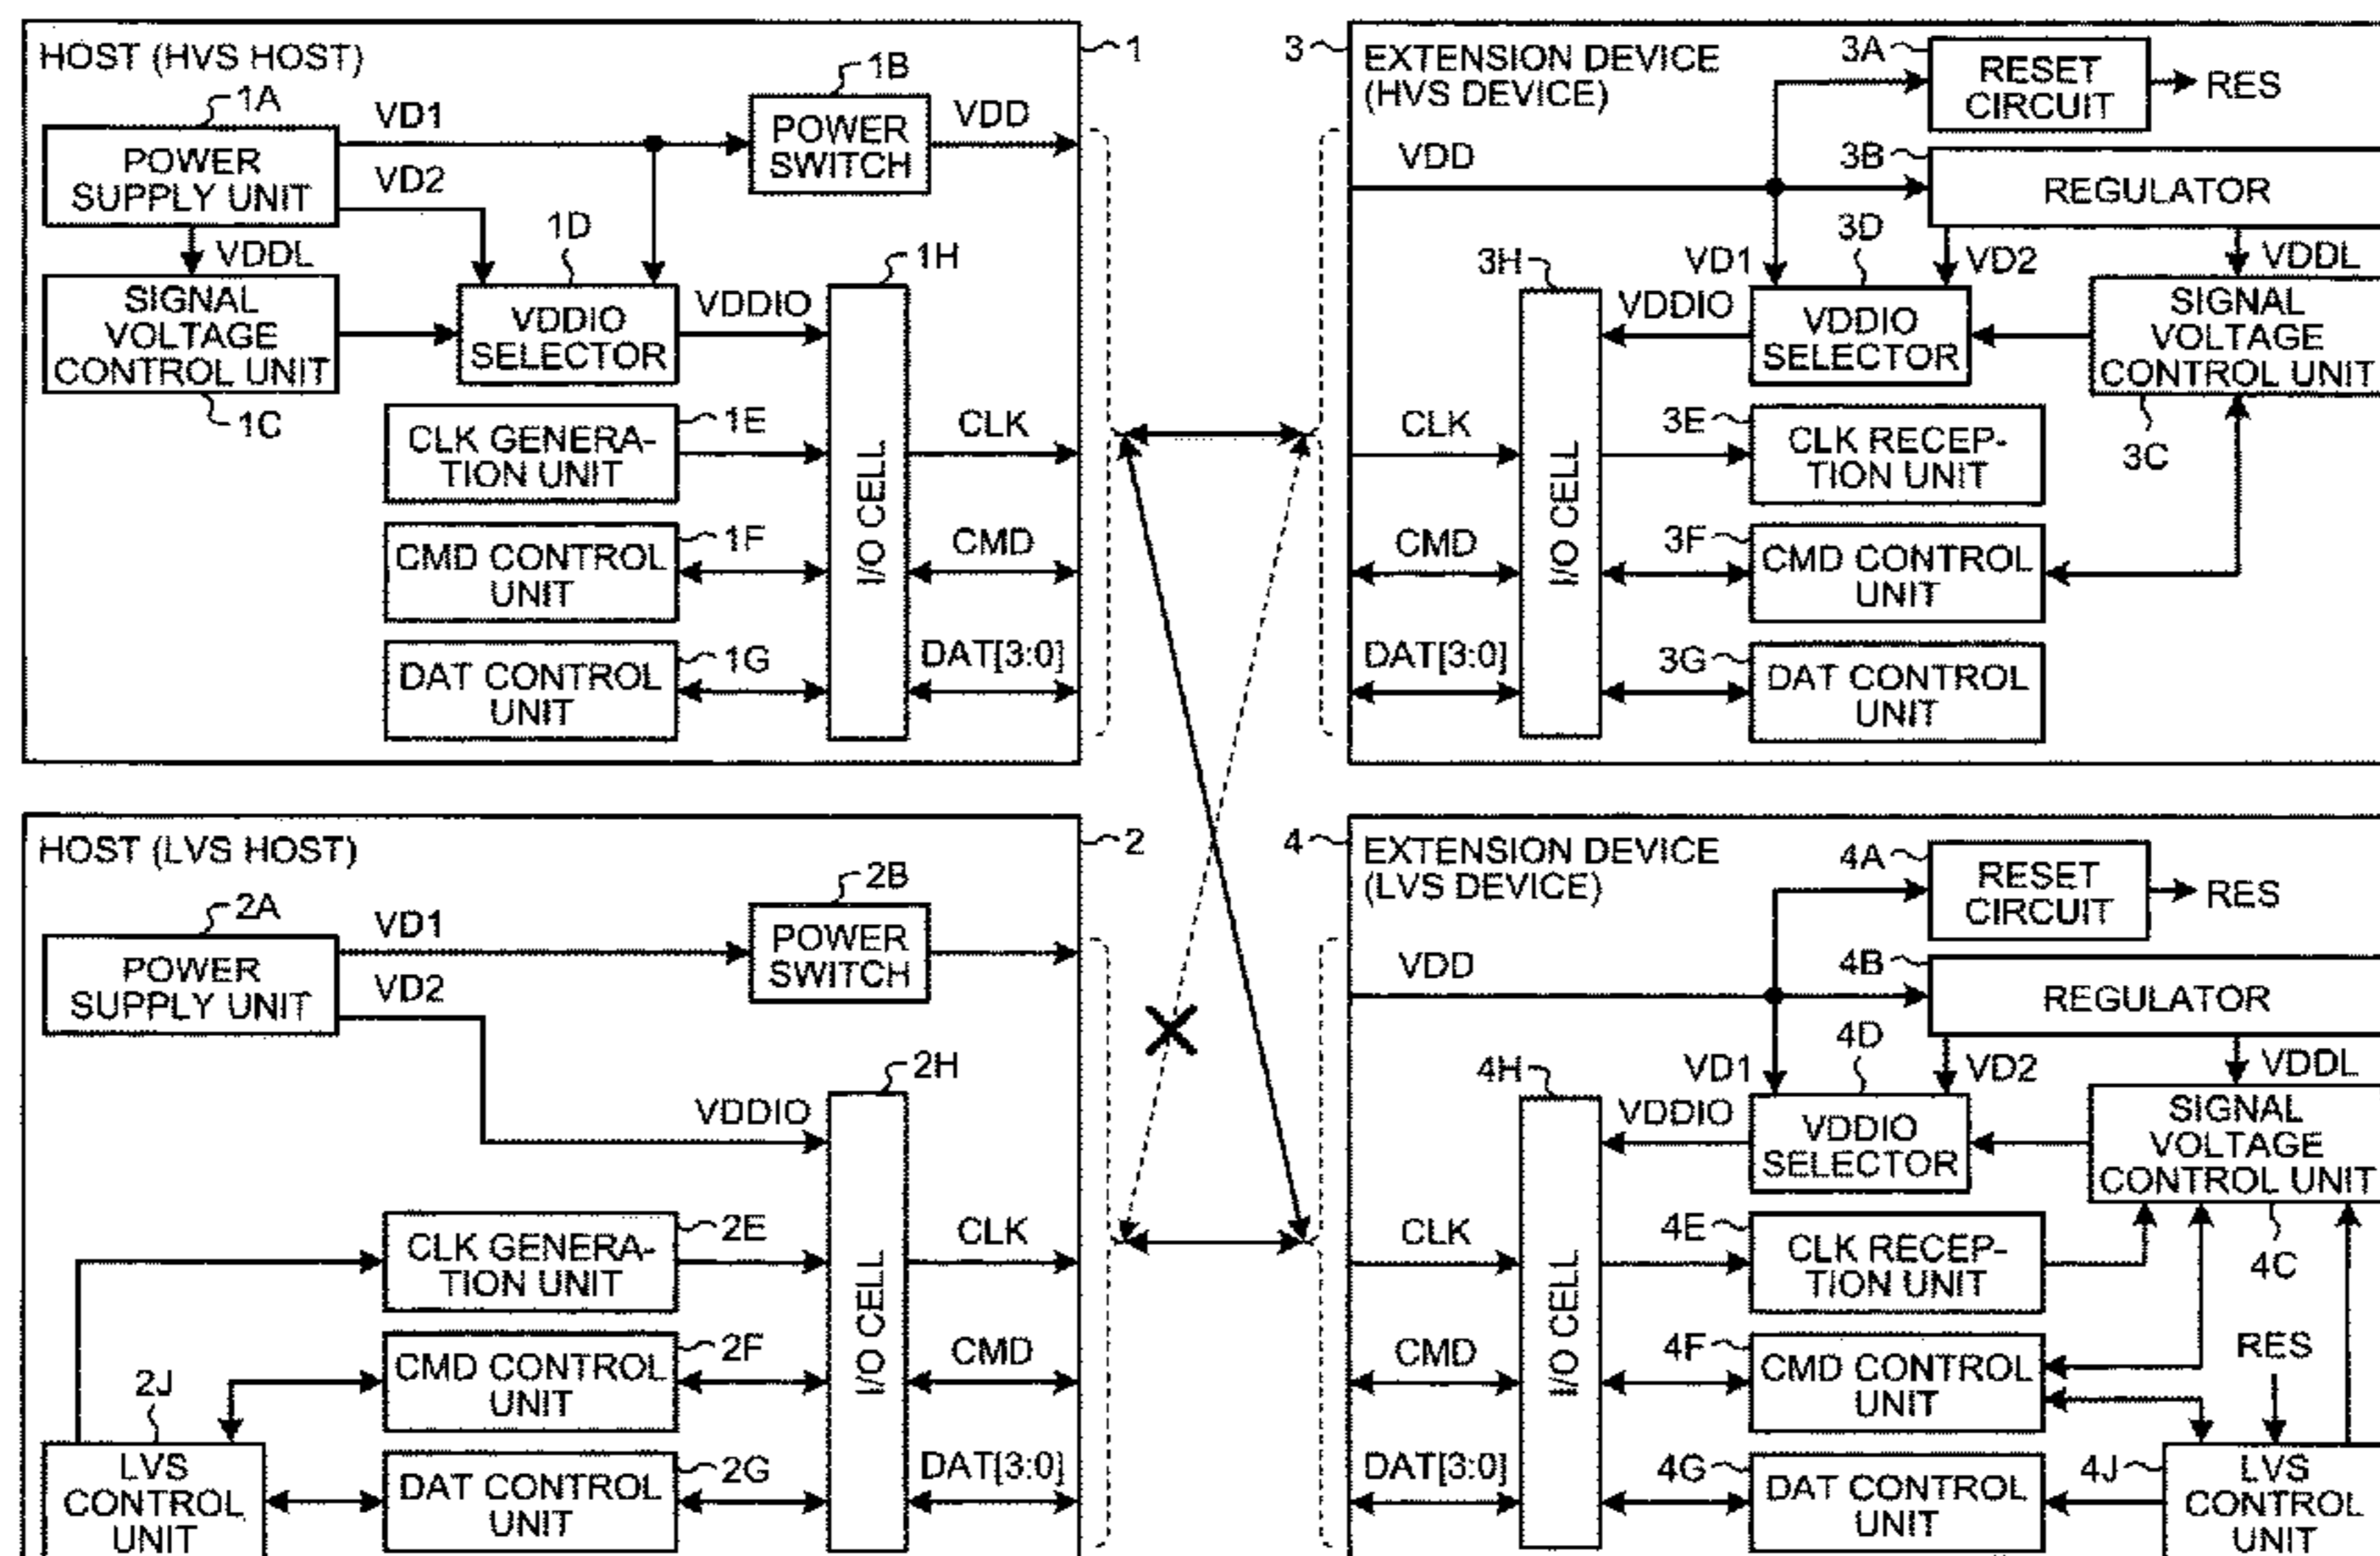 HOST (HVS HOST)
1
1A
POWER
SUPPLY UNIT
VD1
VD2
1B
POWER
SWITCH
VDD
VDDL
SIGNAL
VOLTAGE
CONTROL UNIT
1C
1D
VDDIO
SELECTOR
VDDIO
1H
I/O CELL
CLK GENERA-
TION UNIT
1E
CLK
CMD CONTROL
UNIT
1F
CMD
DAT CONTROL
UNIT
1G
DAT[3:0]
3
EXTENSION DEVICE
(HVS DEVICE)
3A
RESET
CIRCUIT
RES
VDD
3B
REGULATOR
3D
VD1
VD2
VDDL
3H
VDDIO
VDDIO
SELECTOR
SIGNAL
VOLTAGE
CONTROL UNIT
3C
I/O CELL
CLK
3E
CLK RECEP-
TION UNIT
CMD
3F
CMD CONTROL
UNIT
DAT[3:0]
3G
DAT CONTROL
UNIT
HOST (LVS HOST)
2
2A
POWER
SUPPLY UNIT
VD1
VD2
2B
POWER
SWITCH
2H
VDDIO
I/O CELL
CLK GENERA-
TION UNIT
2E
CLK
CMD CONTROL
UNIT
2F
CMD
2J
LVS
CONTROL
UNIT
DAT CONTROL
UNIT
2G
DAT[3:0]
4
EXTENSION DEVICE
(LVS DEVICE)
4A
RESET
CIRCUIT
RES
VDD
4B
REGULATOR
4D
VD1
VD2
VDDL
4H
VDDIO
VDDIO
SELECTOR
SIGNAL
VOLTAGE
CONTROL UNIT
4C
I/O CELL
CLK
4E
CLK RECEP-
TION UNIT
CMD
4F
CMD CONTROL
UNIT
RES
DAT[3:0]
4G
DAT CONTROL
UNIT
4J
LVS
CONTROL
UNIT